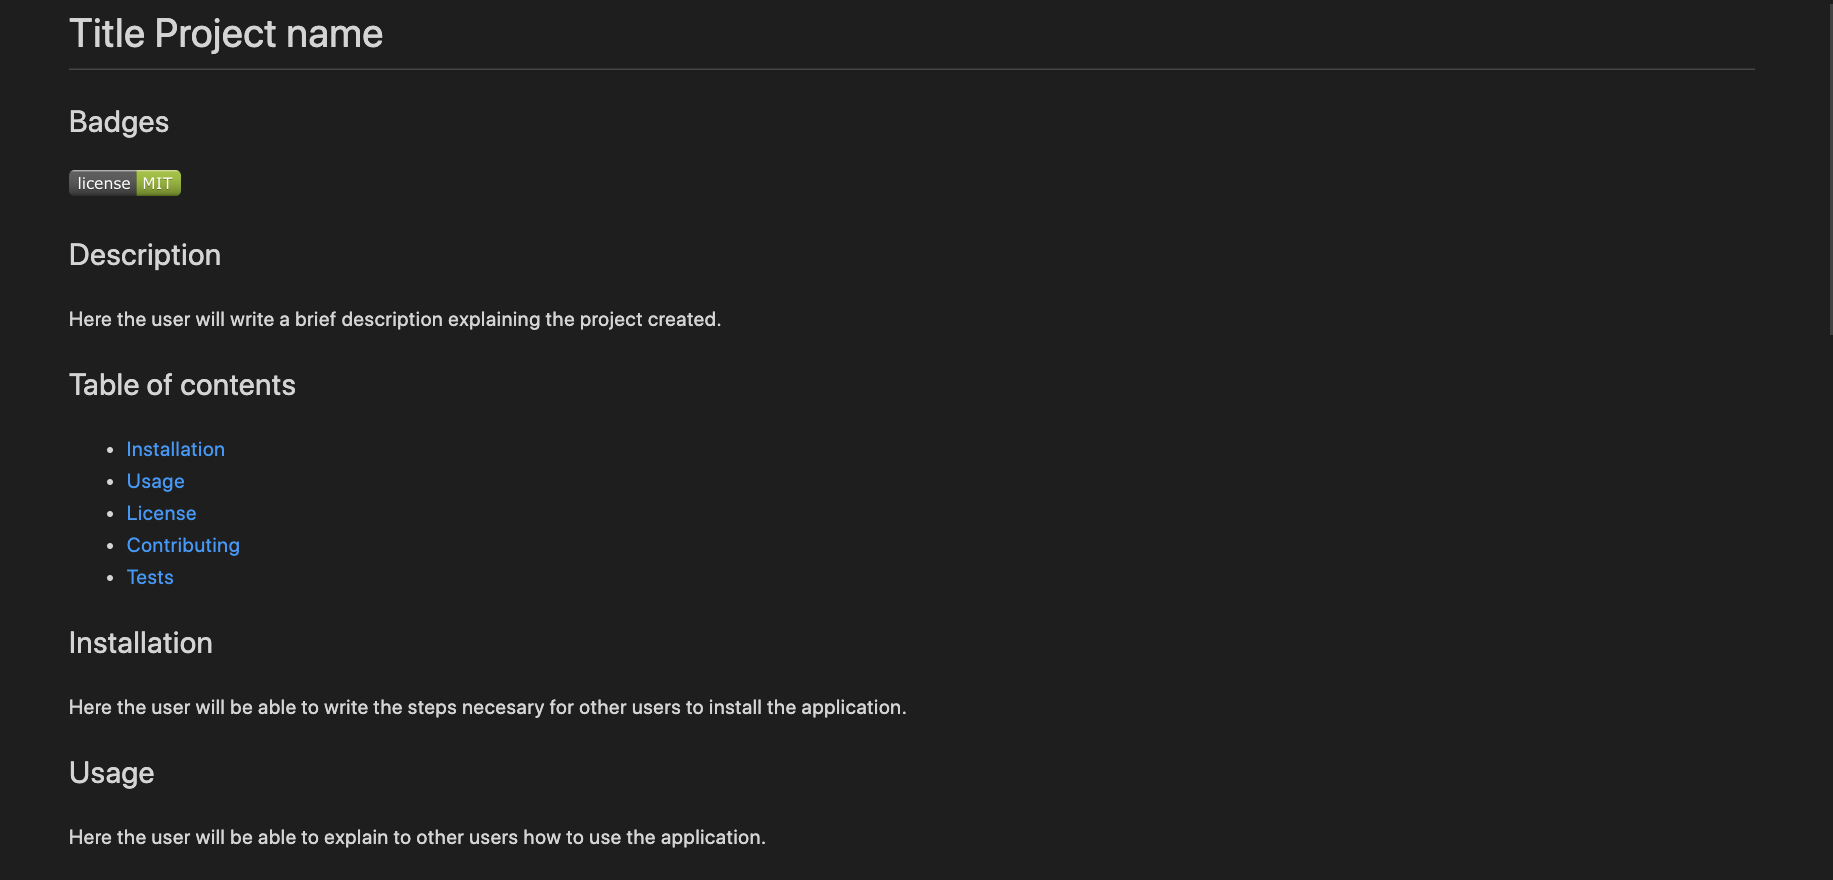 Title Project name
Badges
license MIT
Description
Here the user will write a brief description explaining the project created.
Table of contents
Installation
Usage
License
Contributing
Tests
Installation
Here the user will be able to write the steps necesary for other users to install the application.
Usage
Here the user will be able to explain to other users how to use the application.